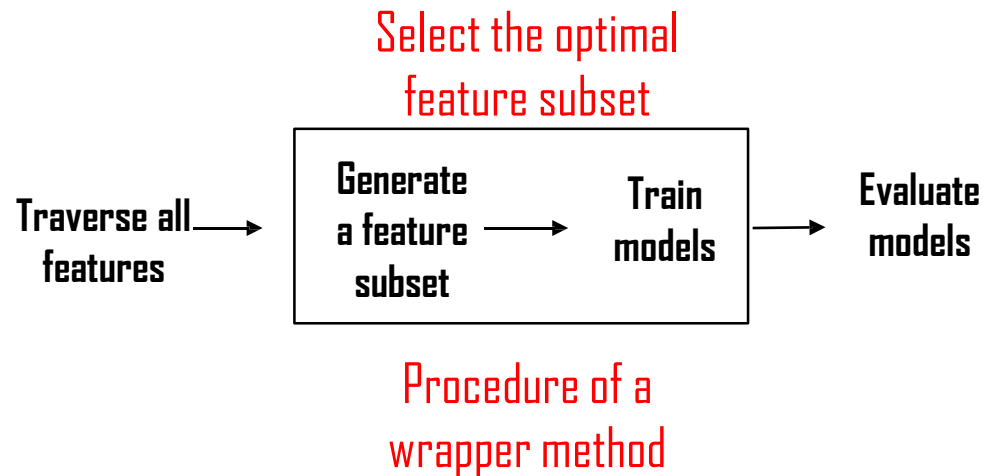 Select the optimal
feature subset
Traverse all
features
Generate
a feature
subset
Train
models
Evaluate
models
Procedure of a
wrapper method